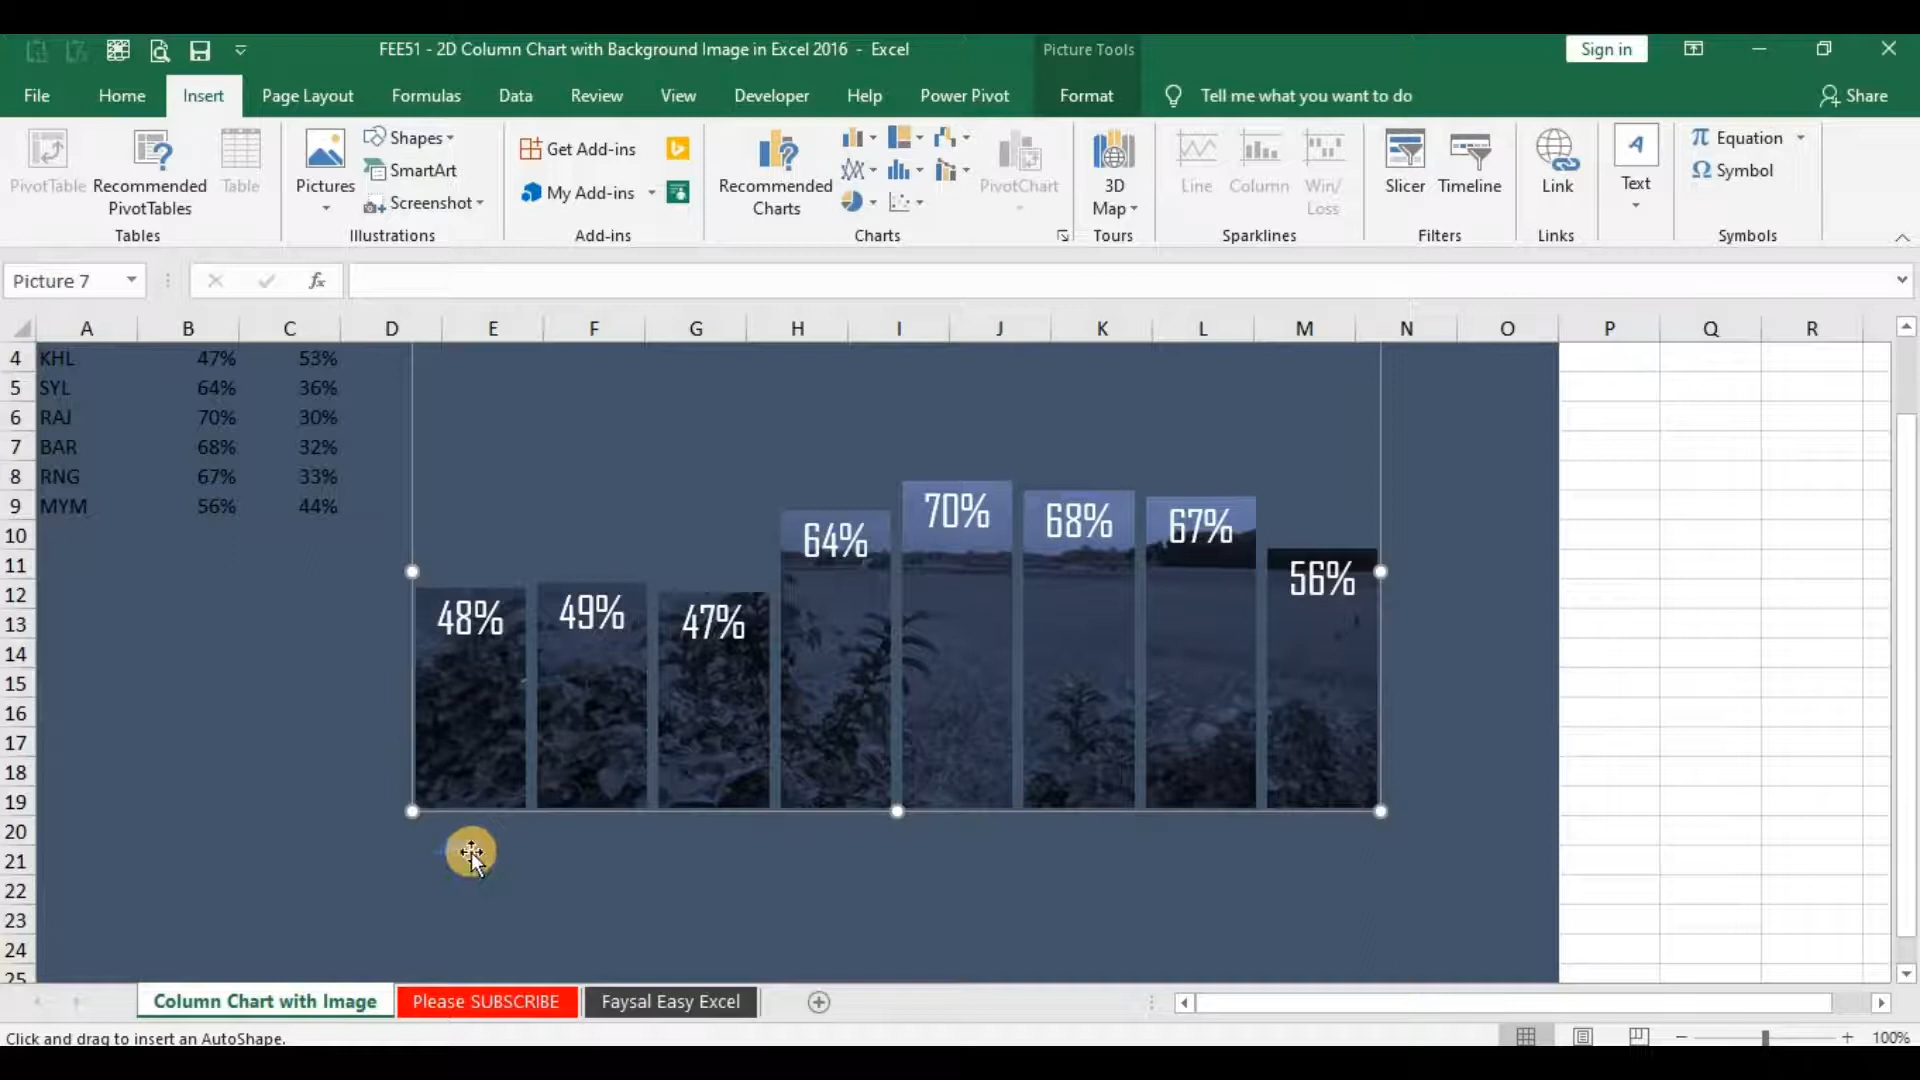 FEE51 - 2D Column Chart with Background Image in Excel 2016 - Excel
Picture Tools
Sign in
File Home Insert Page Layout Formulas Data Review View Developer Help Power Pivot Format Tell me what you want to do Share
PivotTable
Recommended PivotTables
Table
Tables
Pictures
Shapes
SmartArt
Screenshot
Illustrations
Get Add-ins
My Add-ins
Add-ins
Recommended Charts
PivotChart
Charts
3D Map
Tours
Line
Column
Win/Loss
Sparklines
Slicer
Timeline
Filters
Link
Links
Text
Equation
Symbol
Symbols
Picture 7
fx
A B C D E F G H I J K L M N O P Q R
4 KHL 47% 53%
5 SYL 64% 36%
6 RAJ 70% 30%
7 BAR 68% 32%
8 RNG 67% 33%
9 MYM 56% 44%
10
11
12
13
14
15
16
17
18
19
20
21
22
23
24
25
48% 49% 47% 64% 70% 68% 67% 56%
Column Chart with Image Please SUBSCRIBE Faysal Easy Excel
Click and drag to insert an AutoShape.
100%